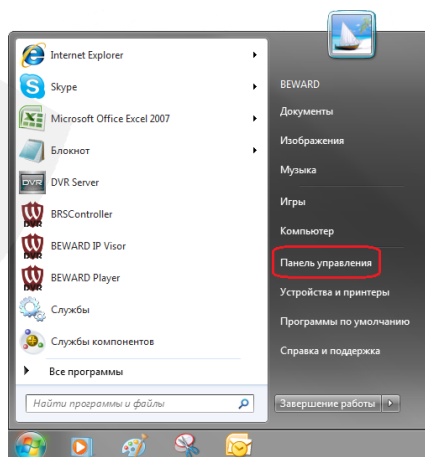 Internet Explorer
Skype
Microsoft Office Excel 2007
Блокнот
DVR
DVR Server
BRSController
BEWARD IP Visor
BEWARD Player
Службы
Службы компонентов
Все программы
Найти программы и файлы
BEWARD
Документы
Изображения
Музыка
Игры
Компьютер
Панель управления
Устройства и принтеры
Программы по умолчанию
Справка и поддержка
Завершение работы